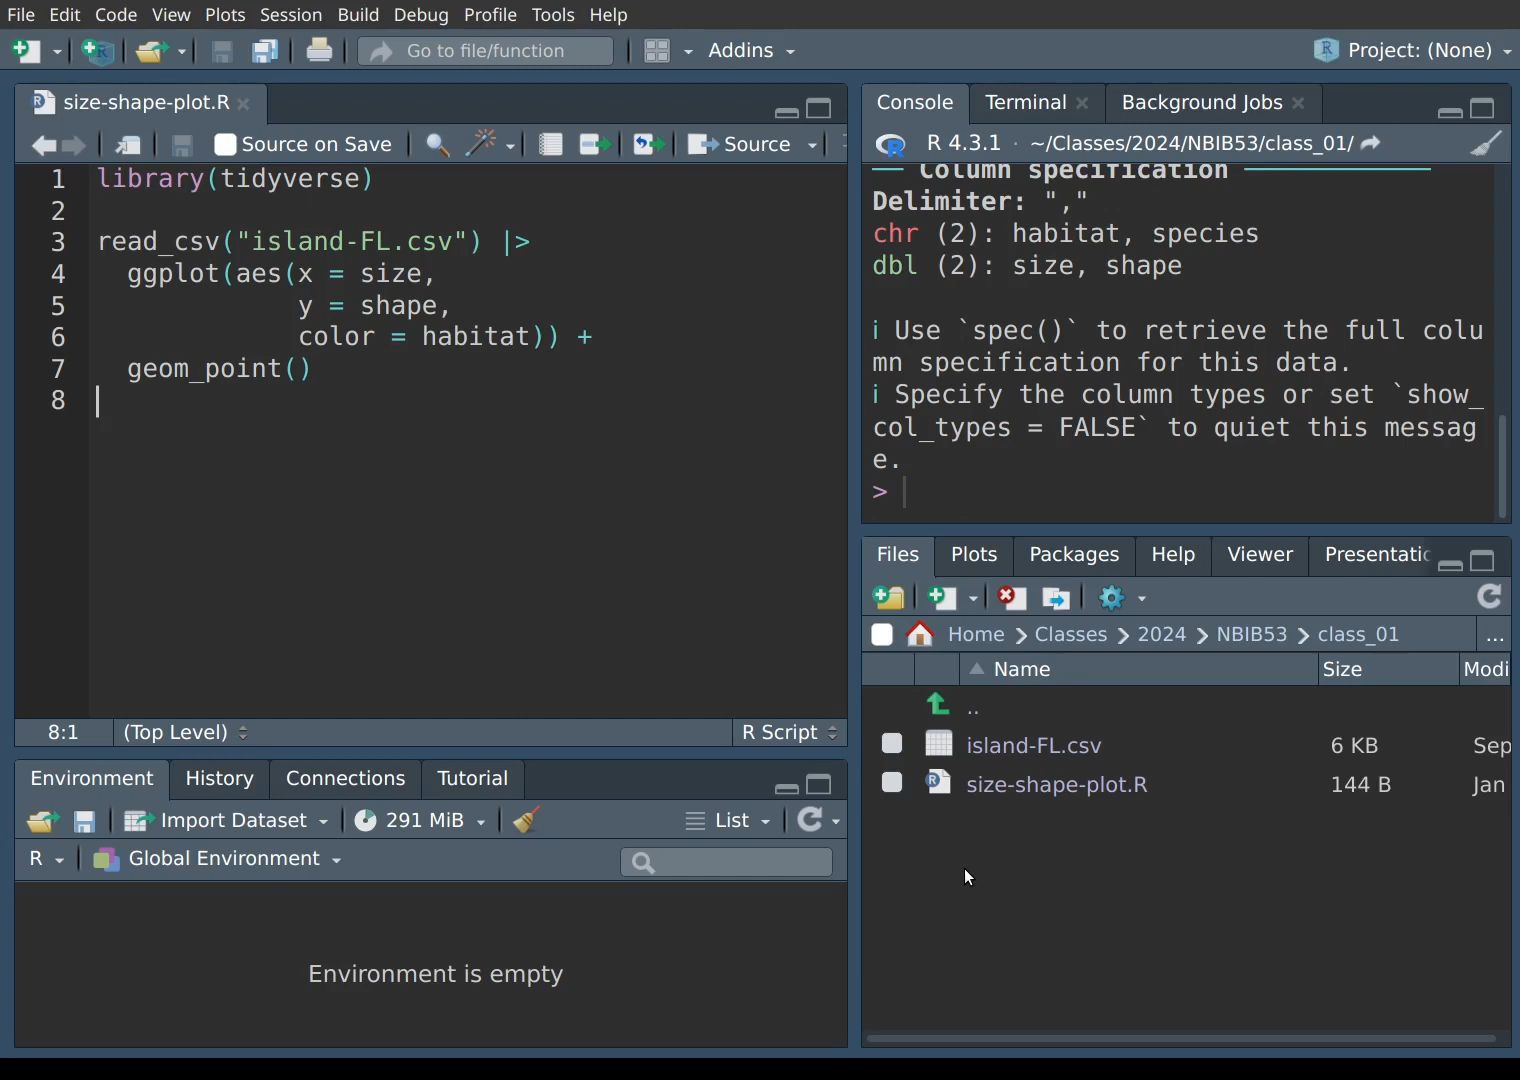 File Edit Code View Plots Session Build Debug Profile Tools Help
Go to file/function Addins Project: (None)
size-shape-plot.R
Source on Save Source
1 library(tidyverse)
2
3 read_csv("island-FL.csv") |>
4 ggplot(aes(x = size,
5 y = shape,
6 color = habitat)) +
7 geom_point()
8
8:1 (Top Level) R Script
Environment History Connections Tutorial
Import Dataset 291 MiB List
R Global Environment
Environment is empty
Console Terminal Background Jobs
R 4.3.1 · ~/Classes/2024/NBIB53/class_01/
Column specification
Delimiter: ","
chr (2): habitat, species
dbl (2): size, shape
i Use `spec()` to retrieve the full colu
mn specification for this data.
i Specify the column types or set `show_
col_types = FALSE` to quiet this messag
e.
>
Files Plots Packages Help Viewer Presentatic
Home Classes 2024 NBIB53 class_01 ...
Name Size Modi
..
island-FL.csv 6 KB Sep
size-shape-plot.R 144 B Jan